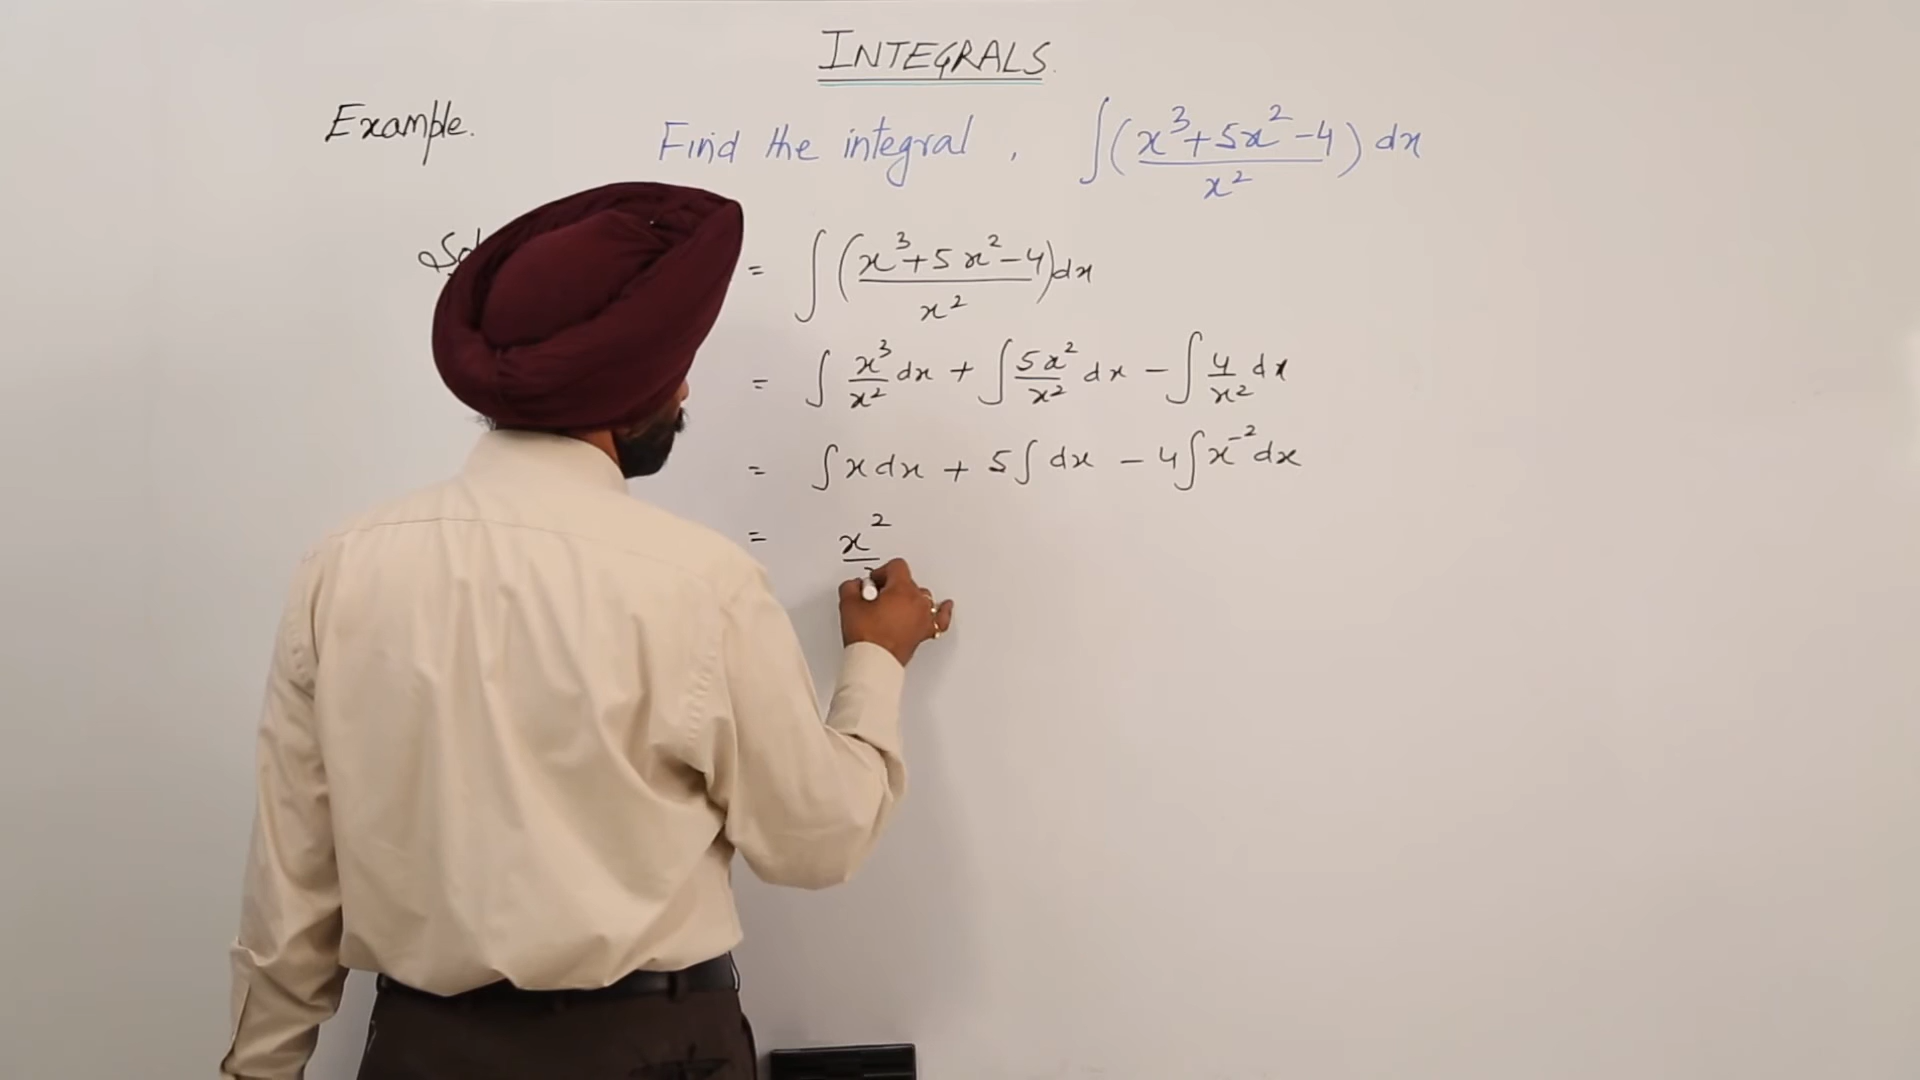 INTEGRALS.
Example. Find the integral, ∫(x³+5x²-4)/x² dx
= ∫(x³+5x²-4)/x² dx
= ∫ x³/x² dx + ∫ 5x²/x² dx - ∫ 4/x² dx
= ∫ x dx + 5∫ dx - 4∫ x⁻² dx
= x²